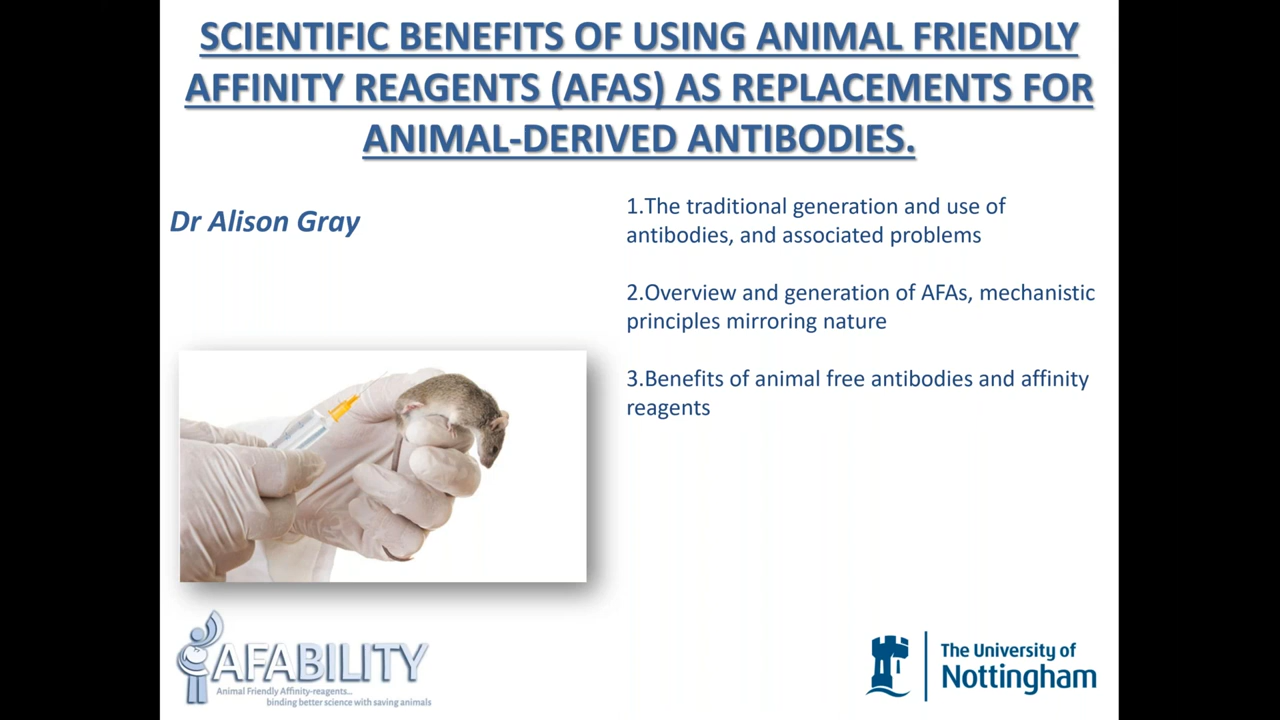 SCIENTIFIC BENEFITS OF USING ANIMAL FRIENDLY
AFFINITY REAGENTS (AFAS) AS REPLACEMENTS FOR
ANIMAL-DERIVED ANTIBODIES.
Dr Alison Gray
1.The traditional generation and use of
antibodies, and associated problems
2.Overview and generation of AFAs, mechanistic
principles mirroring nature
3.Benefits of animal free antibodies and affinity
reagents
AFABILITY
Animal Friendly Affinity-reagents...
binding better science with saving animals
The University of
Nottingham